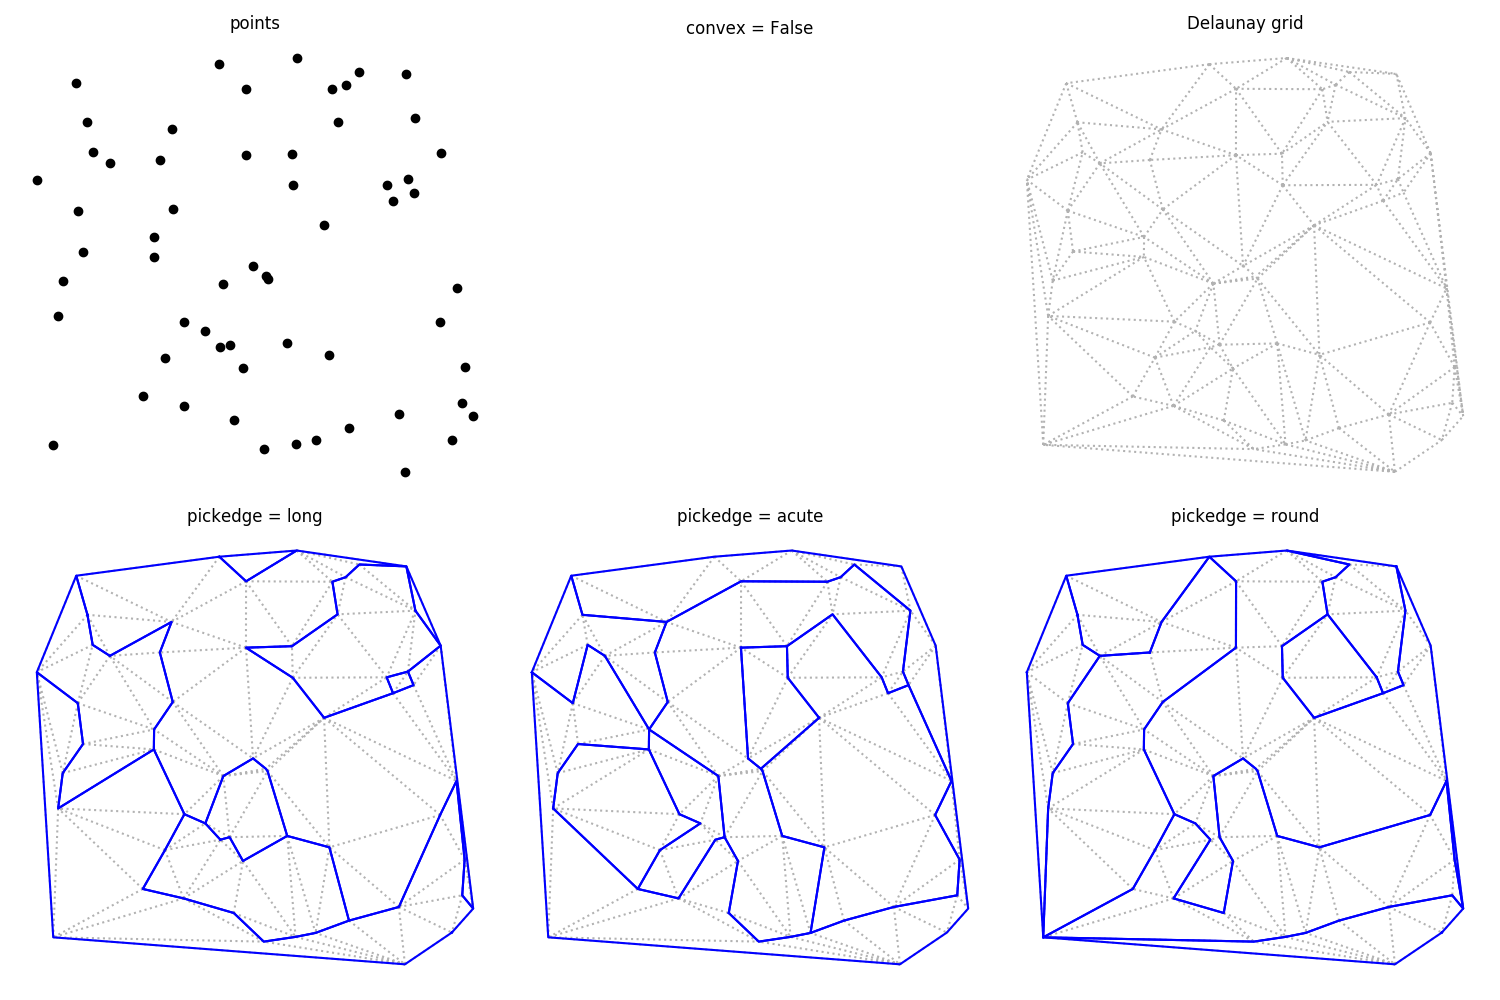 points
convex = False
Delaunay grid
pickedge = long
pickedge = acute
pickedge = round